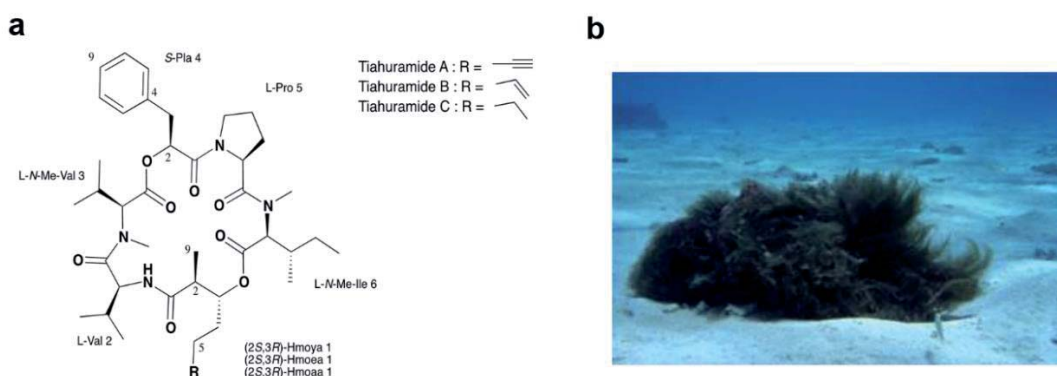 a
b
9
S-Pla 4
4
L-Pro 5
Tiahuramide A : R =
Tiahuramide B : R =
Tiahuramide C : R =
2
O
N
O
L-N-Me-Val 3
O
O
O
N
N
O
O
9
O
H
N
2
L-N-Me-Ile 6
O
L-Val 2
5
R
(2S,3R)-Hmoya 1
(2S,3R)-Hmoea 1
(2S,3R)-Hmoaa 1